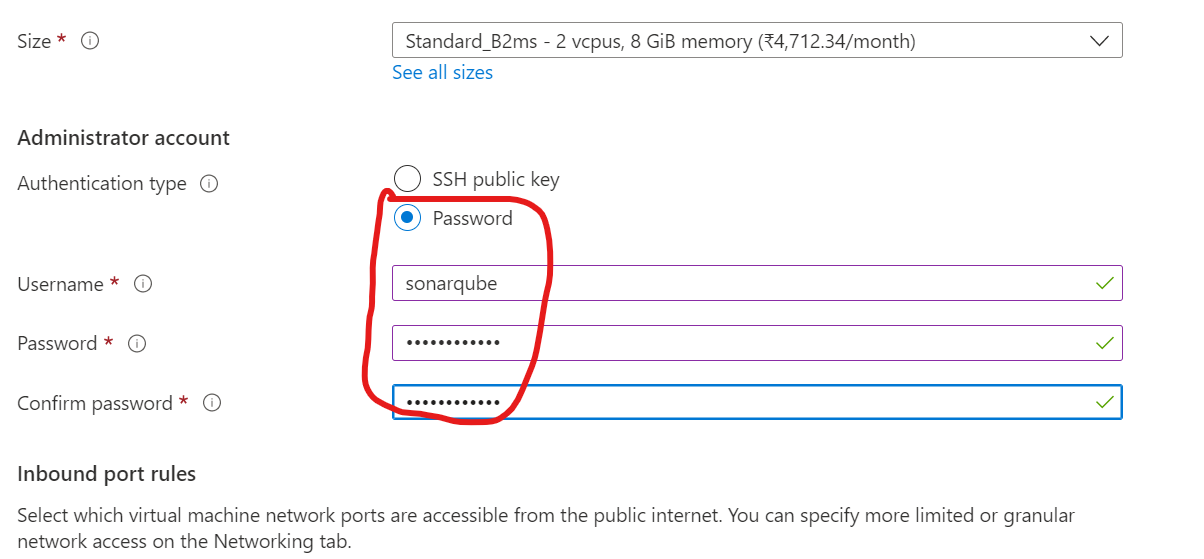 Size *
Standard_B2ms - 2 vcpus, 8 GiB memory (₹4,712.34/month)
See all sizes
Administrator account
Authentication type
SSH public key
Password
Username *
sonarqube
Password *
••••••••••••
Confirm password *
••••••••••••
Inbound port rules
Select which virtual machine network ports are accessible from the public internet. You can specify more limited or granular
network access on the Networking tab.